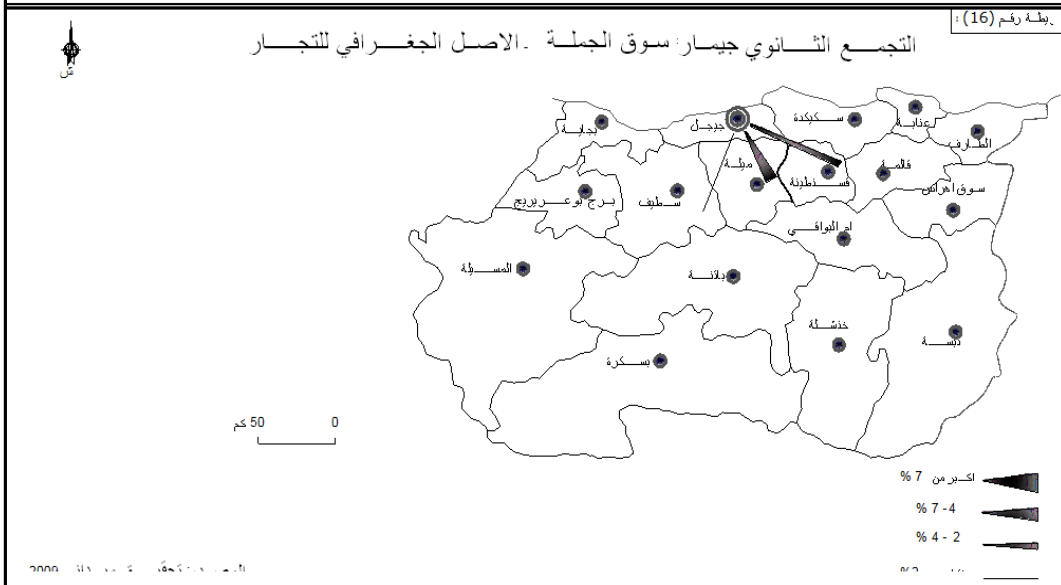 ريطة رقم (16) :
التجمع الثانوي جيمار: سوق الجملة . الاصل الجغرافي للتجار
ش
عنابة
سكيكدة
جيجل
بجاية
الطارف
قالمة
ميلة
قسنطينة
سوق اهراس
سطيف
برج بوعريريج
ام البواقي
المسيلة
باتنة
خنشلة
تبسة
بسكرة
50 كم 0
اكبر من 7 %
4 - 7 %
2 - 4 %
2009